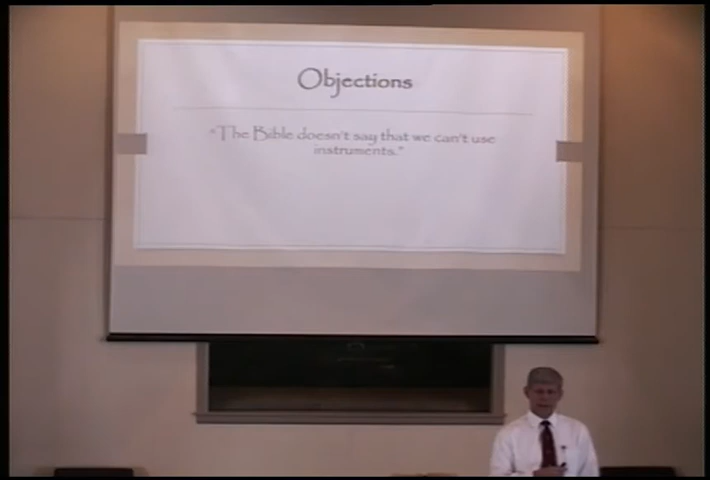 Objections
"The Bible doesn't say that we can't use
instruments."